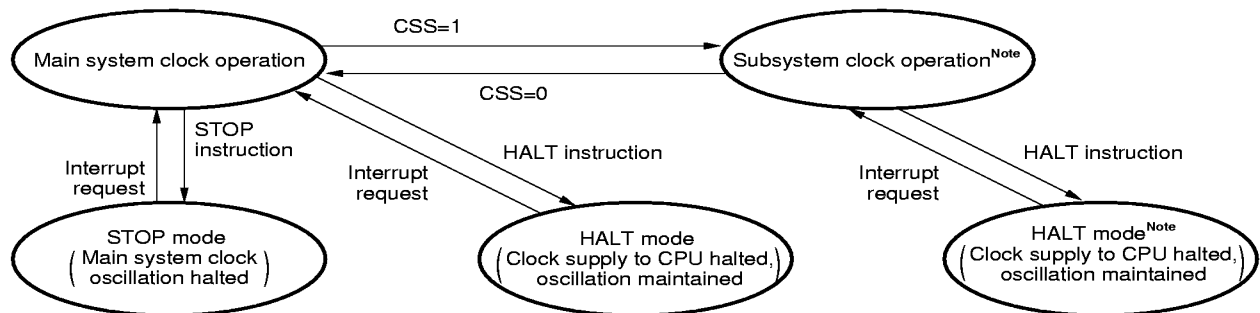 CSS=1
Main system clock operation
Subsystem clock operationNote
CSS=0
STOP
instruction
Interrupt
request
HALT instruction
Interrupt
request
HALT instruction
Interrupt
request
STOP mode
(Main system clock
oscillation halted)
HALT mode
(Clock supply to CPU halted,
oscillation maintained)
HALT modeNote
(Clock supply to CPU halted,
oscillation maintained)